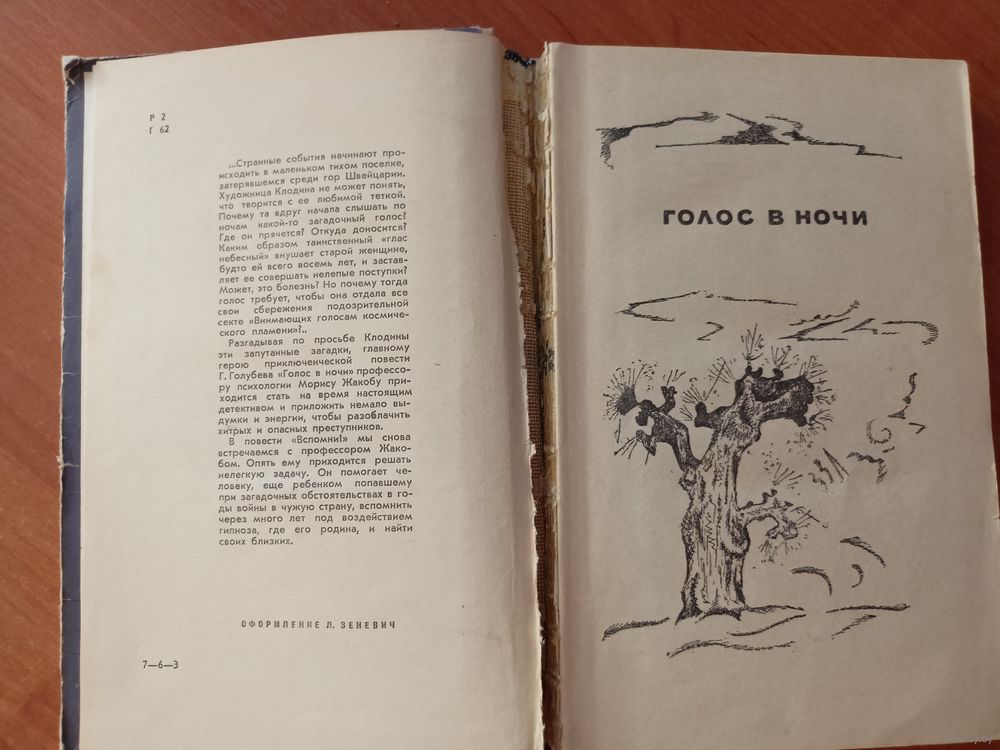 Р 2
Г 62
...Странные события начинают про-
исходить в маленьком тихом поселке,
затерявшемся среди гор Швейцарии.
Художница Клодина не может понять,
что творится с ее любимой теткой.
Почему та вдруг начала слышать по
ночам какой-то загадочный голос?
Где он прячется? Откуда доносится?
Каким образом таинственный «глас
небесный» внушает старой женщине,
будто ей всего восемь лет, и застав-
ляет ее совершать нелепые поступки?
Может, это болезнь? Но почему тогда
голос требует, чтобы она отдала все
свои сбережения подозрительной
секте «Внимающих голосам космиче-
ского пламени»?..
Разгадывая по просьбе Клодины
эти запутанные загадки, главному
герою приключенческой повести
Г. Голубева «Голос в ночи» профессо-
ру психологии Морису Жакобу при-
ходится стать на время настоящим
детективом и приложить немало вы-
думки и энергии, чтобы разоблачить
хитрых и опасных преступников.
В повести «Вспомни!» мы снова
встречаемся с профессором Жако-
бом. Опять ему приходится решать
нелегкую задачу. Он помогает че-
ловеку, еще ребенком попавшему
при загадочных обстоятельствах в го-
ды войны в чужую страну, вспомнить
через много лет под воздействием
гипноза, где его родина, и найти
своих близких.
ОФОРМЛЕНИЕ Л. ЗЕНЕВИЧ
7—6—3
ГОЛОС В НОЧИ